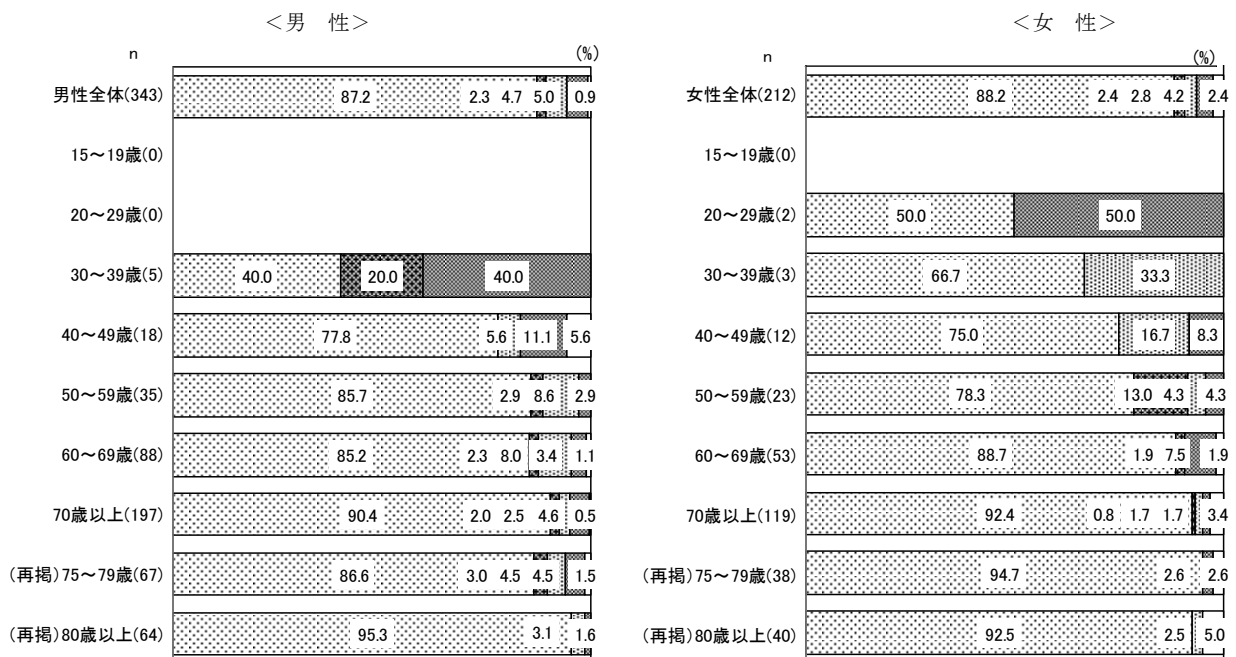 ＜男　性＞
n (%)
男性全体(343) 87.2 2.3 4.7 5.0 0.9
15～19歳(0)
20～29歳(0)
30～39歳(5) 40.0 20.0 40.0
40～49歳(18) 77.8 5.6 11.1 5.6
50～59歳(35) 85.7 2.9 8.6 2.9
60～69歳(88) 85.2 2.3 8.0 3.4 1.1
70歳以上(197) 90.4 2.0 2.5 4.6 0.5
(再掲)75～79歳(67) 86.6 3.0 4.5 4.5 1.5
(再掲)80歳以上(64) 95.3 3.1 1.6
＜女　性＞
n (%)
女性全体(212) 88.2 2.4 2.8 4.2 2.4
15～19歳(0)
20～29歳(2) 50.0 50.0
30～39歳(3) 66.7 33.3
40～49歳(12) 75.0 16.7 8.3
50～59歳(23) 78.3 13.0 4.3 4.3
60～69歳(53) 88.7 1.9 7.5 1.9
70歳以上(119) 92.4 0.8 1.7 1.7 3.4
(再掲)75～79歳(38) 94.7 2.6 2.6
(再掲)80歳以上(40) 92.5 2.5 5.0